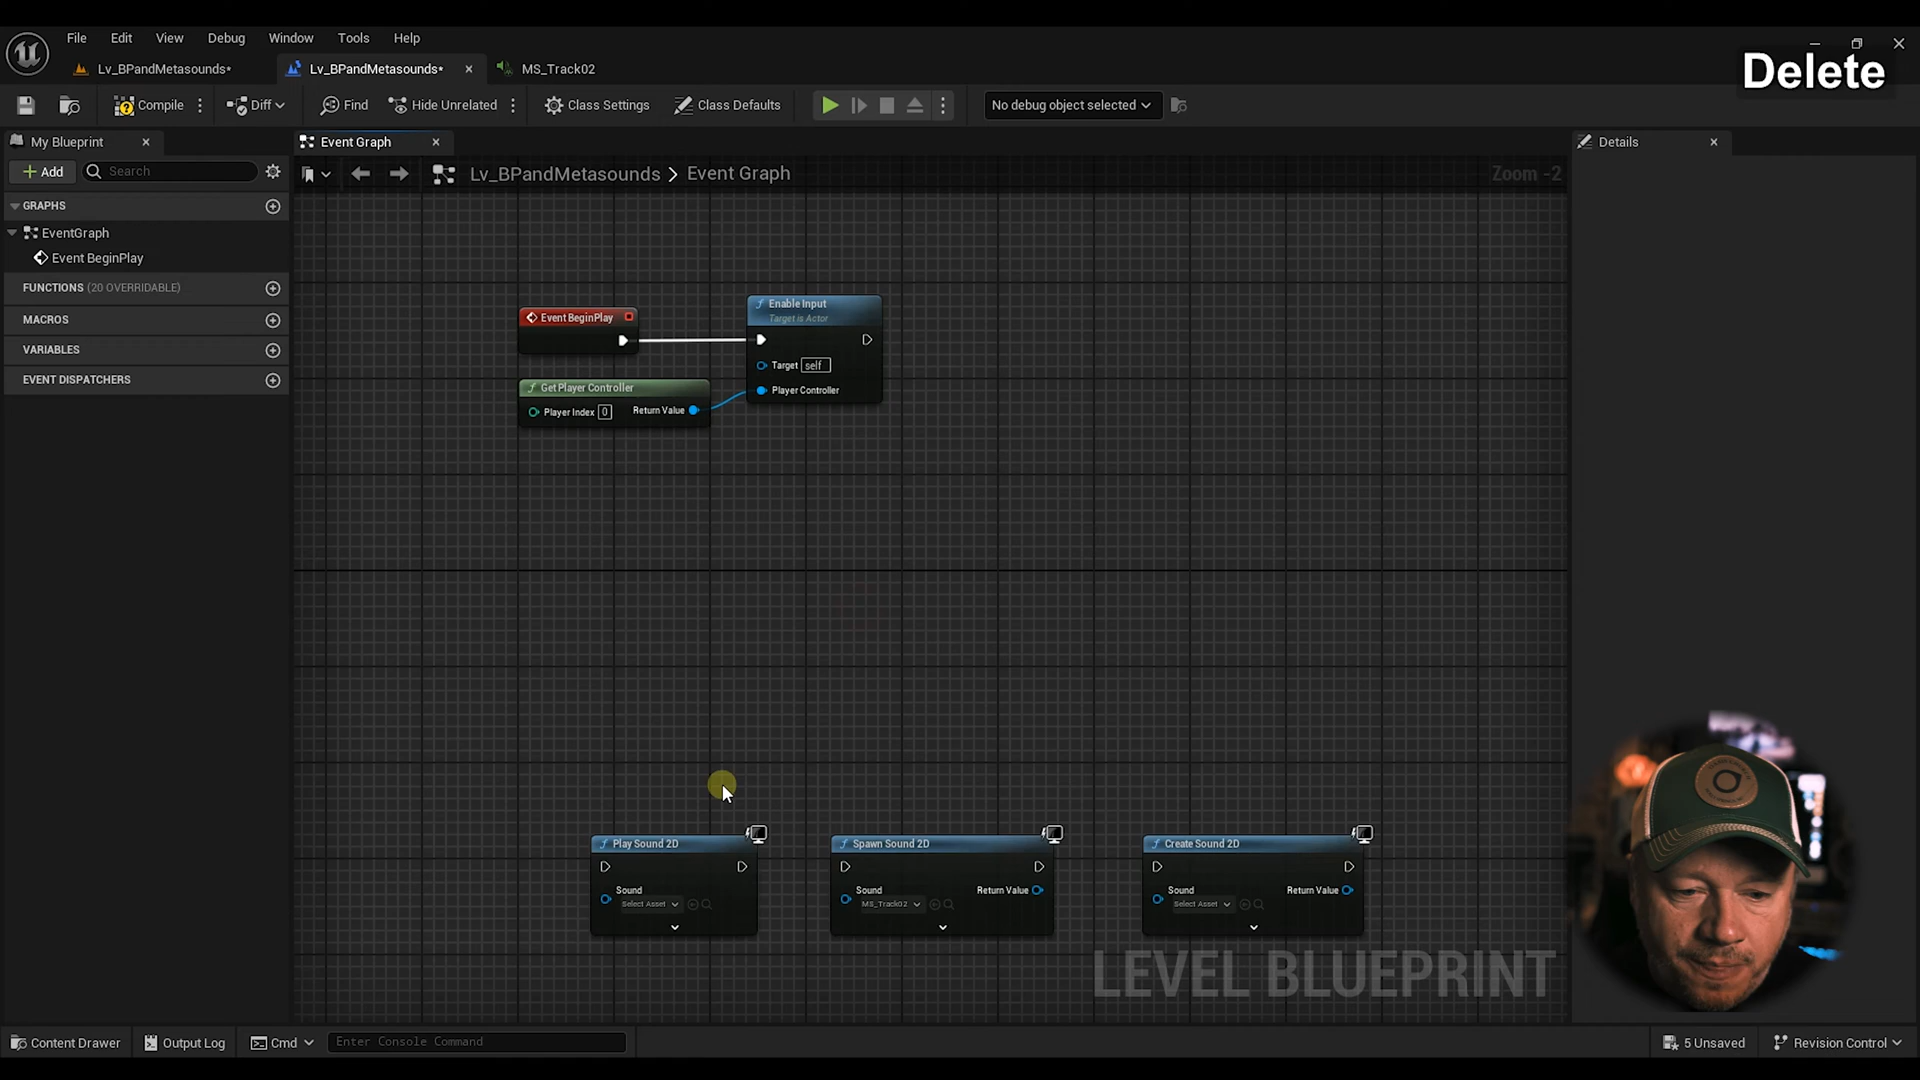 File Edit View Debug Window Tools Help
Lv_BPandMetasounds* Lv_BPandMetasounds* MS_Track02
Delete
Compile Diff Find Hide Unrelated Class Settings Class Defaults No debug object selected
My Blueprint Event Graph Details
Add Search Lv_BPandMetasounds > Event Graph Zoom -2
GRAPHS
EventGraph
Event BeginPlay
FUNCTIONS (20 OVERRIDABLE)
MACROS
VARIABLES
EVENT DISPATCHERS
Event BeginPlay
Enable Input
Target is Actor
Target self
Player Controller
Get Player Controller
Player Index 0 Return Value
Play Sound 2D
Sound
Select Asset
Spawn Sound 2D
Sound Return Value
MS_Track02
Create Sound 2D
Sound Return Value
Select Asset
LEVEL BLUEPRINT
Content Drawer Output Log Cmd Enter Console Command 5 Unsaved Revision Control